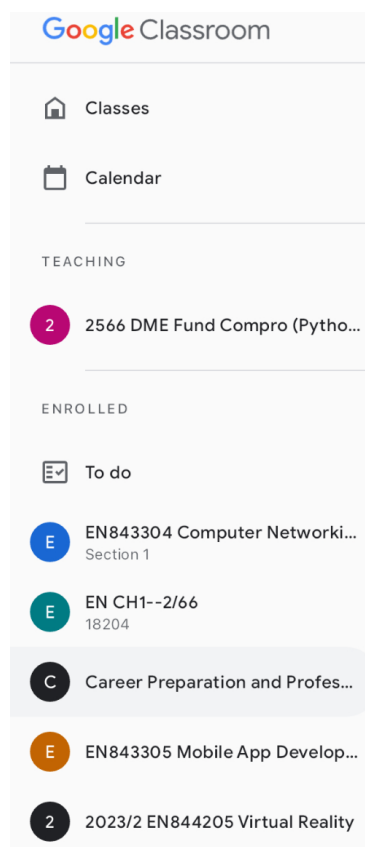 Google Classroom
Classes
Calendar
TEACHING
2 2566 DME Fund Compro (Pytho...
ENROLLED
To do
E EN843304 Computer Networki...
Section 1
E EN CH1--2/66
18204
C Career Preparation and Profes...
E EN843305 Mobile App Develop...
2 2023/2 EN844205 Virtual Reality